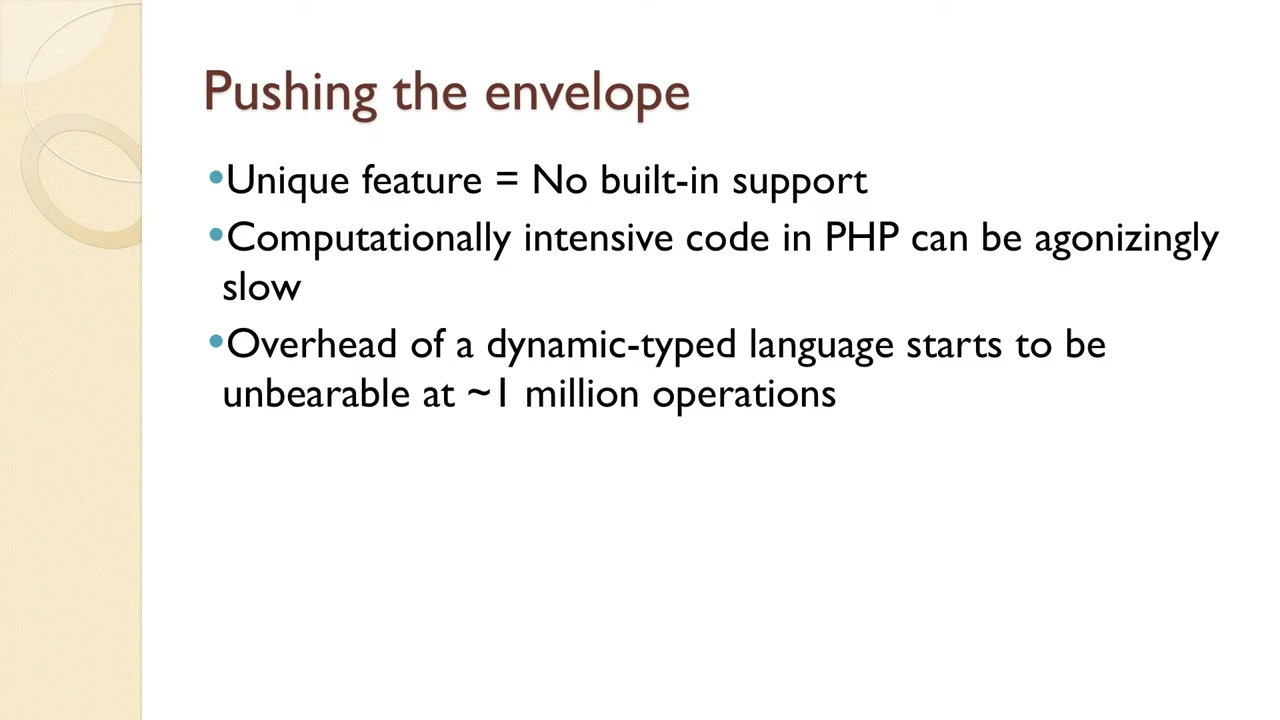 Pushing the envelope
•Unique feature = No built-in support
•Computationally intensive code in PHP can be agonizingly
slow
•Overhead of a dynamic-typed language starts to be
unbearable at ~1 million operations